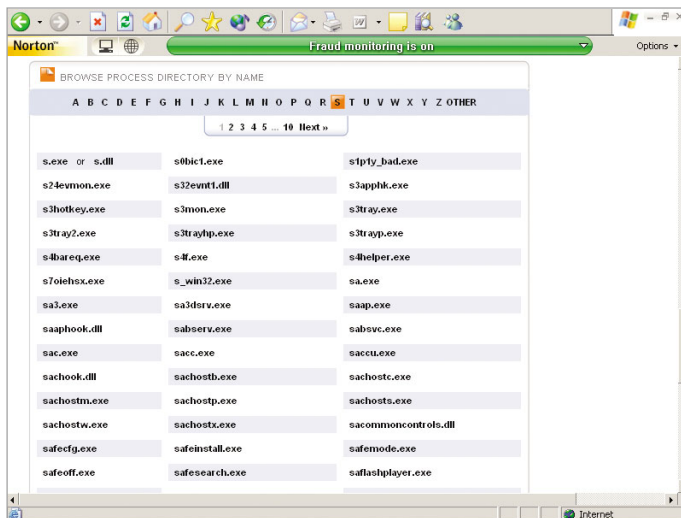 Norton™ Fraud monitoring is on Options
BROWSE PROCESS DIRECTORY BY NAME
A B C D E F G H I J K L M N O P Q R S T U V W X Y Z OTHER
1 2 3 4 5 ... 10 Next »
s.exe or s.dll s0bic1.exe s1p1y_bad.exe
s24evmon.exe s32evnt1.dll s3apphk.exe
s3hotkey.exe s3mon.exe s3tray.exe
s3tray2.exe s3trayhp.exe s3trayp.exe
s4bareq.exe s4f.exe s4helper.exe
s7oiehsx.exe s_win32.exe sa.exe
sa3.exe sa3dsrv.exe saap.exe
saaphook.dll sabserv.exe sabsvc.exe
sac.exe sacc.exe saccu.exe
sachook.dll sachostb.exe sachostc.exe
sachostm.exe sachostp.exe sachosts.exe
sachostw.exe sachostx.exe sacommoncontrols.dll
safecfg.exe safeinstall.exe safemode.exe
safeoff.exe safesearch.exe saflashplayer.exe
Internet